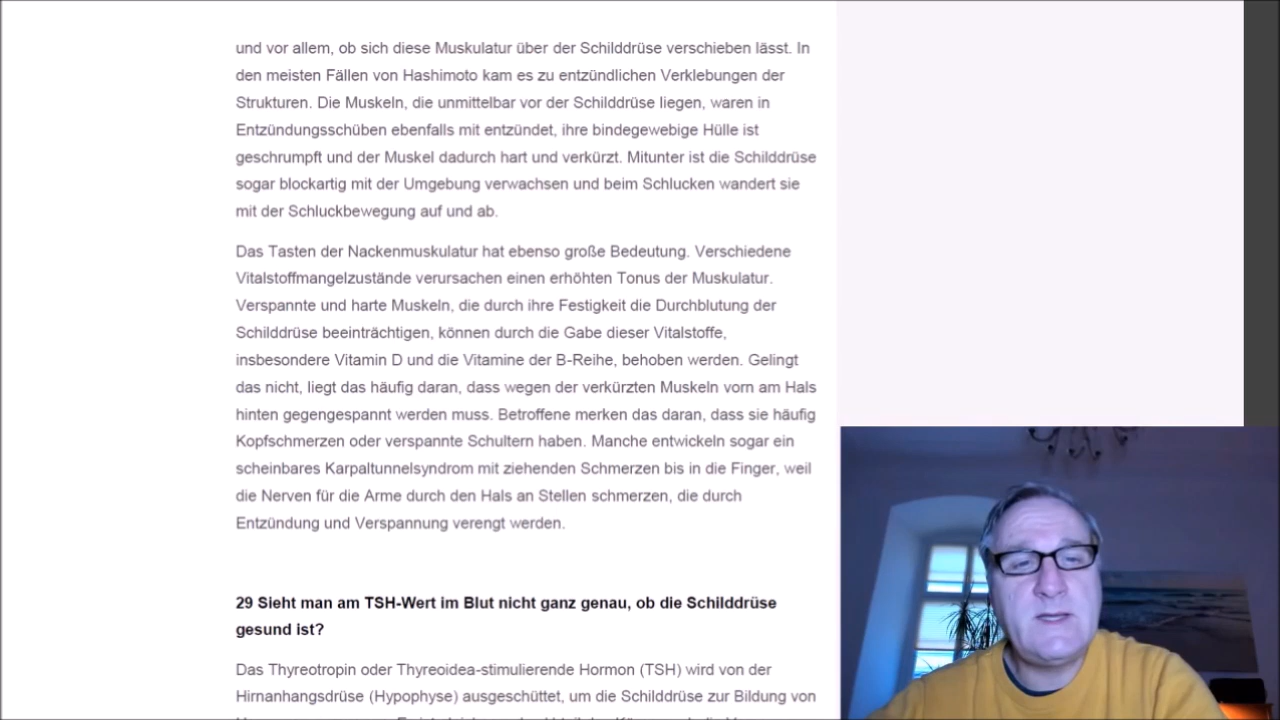 und vor allem, ob sich diese Muskulatur über der Schilddrüse verschieben lässt. In
den meisten Fällen von Hashimoto kam es zu entzündlichen Verklebungen der
Strukturen. Die Muskeln, die unmittelbar vor der Schilddrüse liegen, waren in
Entzündungsschüben ebenfalls mit entzündet, ihre bindegewebige Hülle ist
geschrumpft und der Muskel dadurch hart und verkürzt. Mitunter ist die Schilddrüse
sogar blockartig mit der Umgebung verwachsen und beim Schlucken wandert sie
mit der Schluckbewegung auf und ab.
Das Tasten der Nackenmuskulatur hat ebenso große Bedeutung. Verschiedene
Vitalstoffmangelzustände verursachen einen erhöhten Tonus der Muskulatur.
Verspannte und harte Muskeln, die durch ihre Festigkeit die Durchblutung der
Schilddrüse beeinträchtigen, können durch die Gabe dieser Vitalstoffe,
insbesondere Vitamin D und die Vitamine der B-Reihe, behoben werden. Gelingt
das nicht, liegt das häufig daran, dass wegen der verkürzten Muskeln vorn am Hals
hinten gegengespannt werden muss. Betroffene merken das daran, dass sie häufig
Kopfschmerzen oder verspannte Schultern haben. Manche entwickeln sogar ein
scheinbares Karpaltunnelsyndrom mit ziehenden Schmerzen bis in die Finger, weil
die Nerven für die Arme durch den Hals an Stellen schmerzen, die durch
Entzündung und Verspannung verengt werden.
29 Sieht man am TSH-Wert im Blut nicht ganz genau, ob die Schilddrüse
gesund ist?
Das Thyreotropin oder Thyreoidea-stimulierende Hormon (TSH) wird von der
Hirnanhangsdrüse (Hypophyse) ausgeschüttet, um die Schilddrüse zur Bildung von